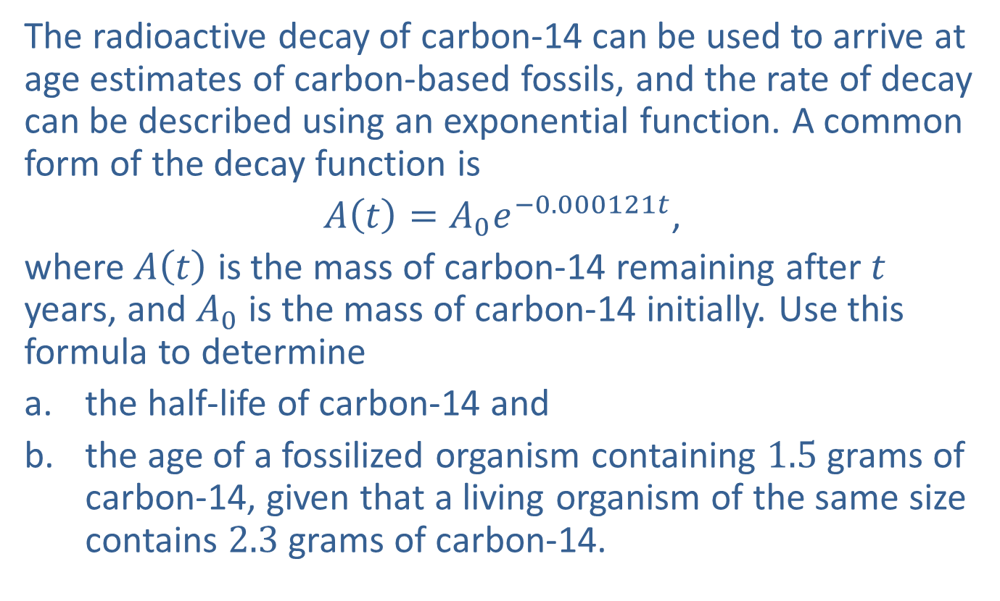 The radioactive decay of carbon-14 can be used to arrive at
age estimates of carbon-based fossils, and the rate of decay
can be described using an exponential function. A common
form of the decay function is
A(t) = A₀e^{−0.000121t},
where A(t) is the mass of carbon-14 remaining after t
years, and A₀ is the mass of carbon-14 initially. Use this
formula to determine
a. the half-life of carbon-14 and
b. the age of a fossilized organism containing 1.5 grams of
carbon-14, given that a living organism of the same size
contains 2.3 grams of carbon-14.